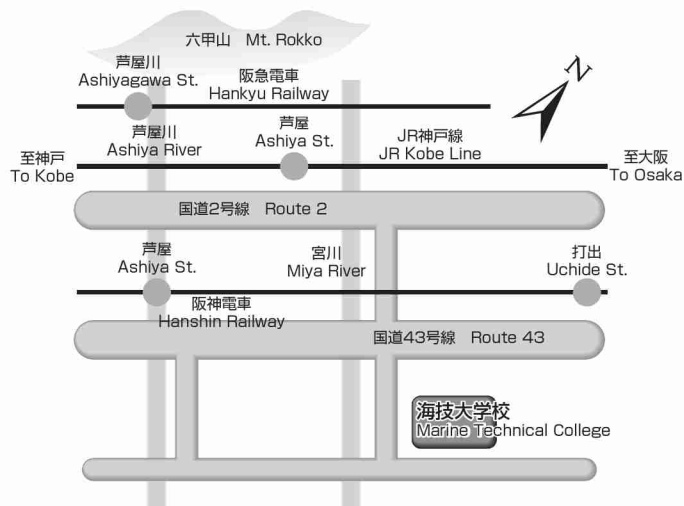 六甲山 Mt. Rokko
N
芦屋川
Ashiyagawa St.
阪急電車
Hankyu Railway
芦屋川
Ashiya River
芦屋
Ashiya St.
JR神戸線
JR Kobe Line
至神戸
To Kobe
至大阪
To Osaka
国道2号線 Route 2
芦屋
Ashiya St.
宮川
Miya River
打出
Uchide St.
阪神電車
Hanshin Railway
国道43号線 Route 43
海技大学校
Marine Technical College